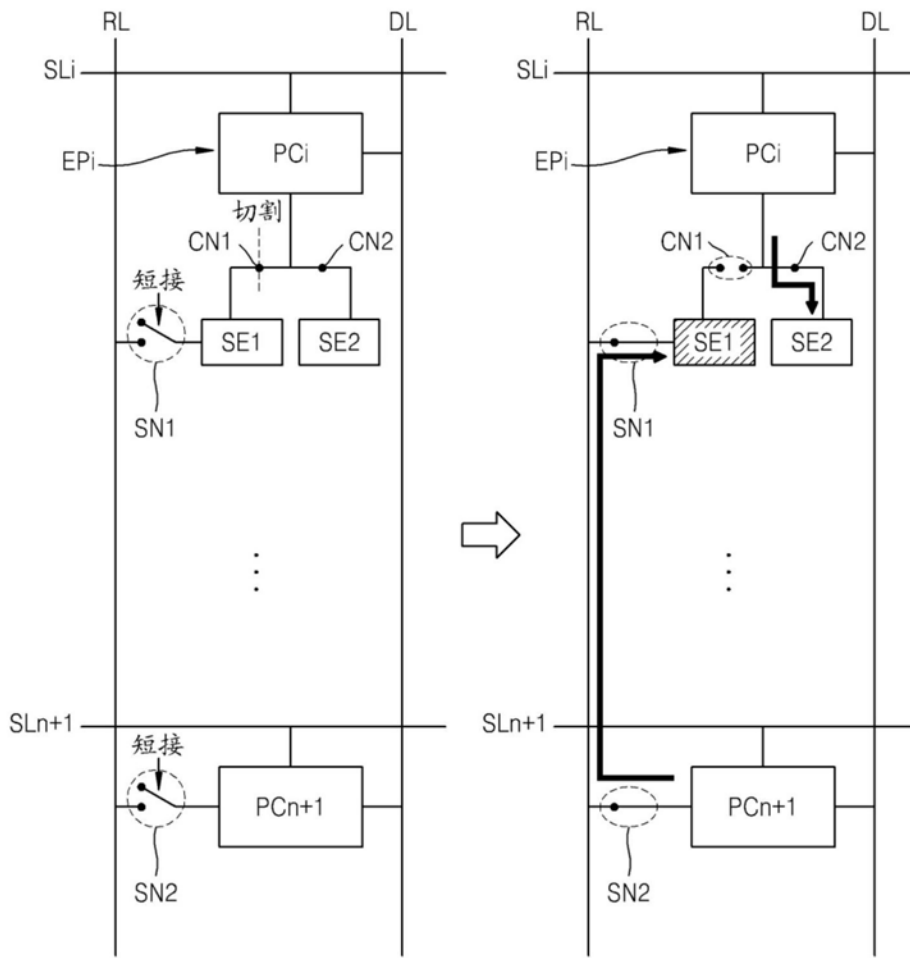 RL DL
SLi
PCi
EPi
切割
CN1 CN2
短接
SE1 SE2
SN1
SLn+1
短接
PCn+1
SN2
RL DL
SLi
PCi
EPi
CN1 CN2
SE1 SE2
SN1
SLn+1
PCn+1
SN2